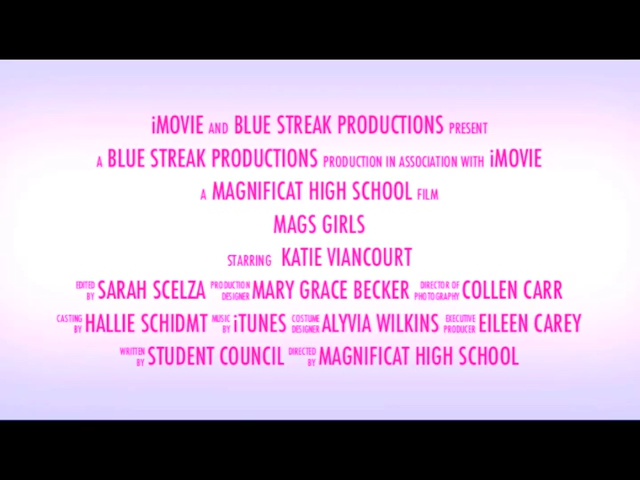 iMOVIE AND BLUE STREAK PRODUCTIONS PRESENT
A BLUE STREAK PRODUCTIONS PRODUCTION IN ASSOCIATION WITH iMOVIE
A MAGNIFICAT HIGH SCHOOL FILM
MAGS GIRLS
STARRING KATIE VIANCOURT
EDITED BY SARAH SCELZA PRODUCTION DESIGNER MARY GRACE BECKER DIRECTOR OF PHOTOGRAPHY COLLEN CARR
CASTING BY HALLIE SCHIDMT MUSIC BY iTUNES COSTUME DESIGNER ALYVIA WILKINS EXECUTIVE PRODUCER EILEEN CAREY
WRITTEN BY STUDENT COUNCIL DIRECTED BY MAGNIFICAT HIGH SCHOOL